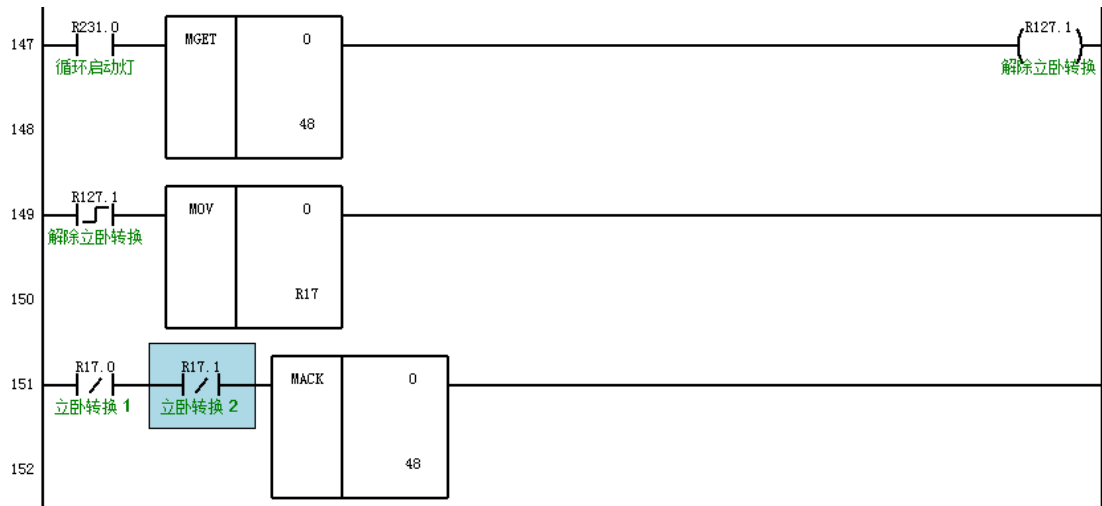 R231.0
MGET 0
R127.1
147
循环启动灯
解除立卧转换
148
48
R127.1
149
MOV 0
解除立卧转换
150
R17
R17.0
R17.1
151
MACK 0
立卧转换 1
立卧转换 2
152
48